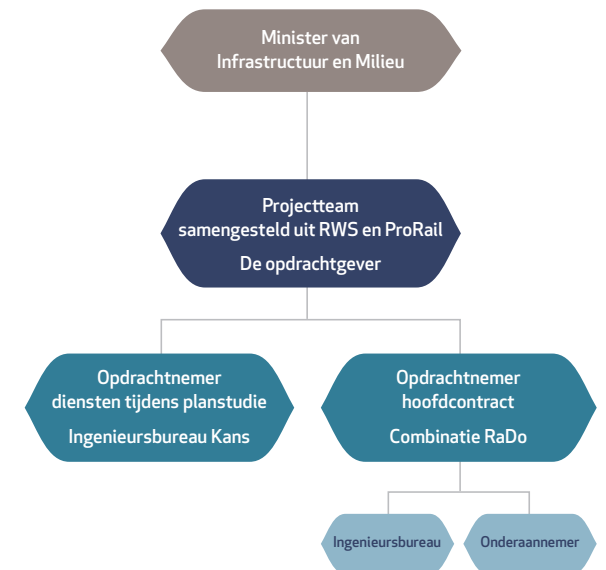 Minister van
Infrastructuur en Milieu
Projectteam
samengesteld uit RWS en ProRail
De opdrachtgever
Opdrachtnemer
diensten tijdens planstudie
Ingenieursbureau Kans
Opdrachtnemer
hoofdcontract
Combinatie RaDo
Ingenieursbureau
Onderaannemer